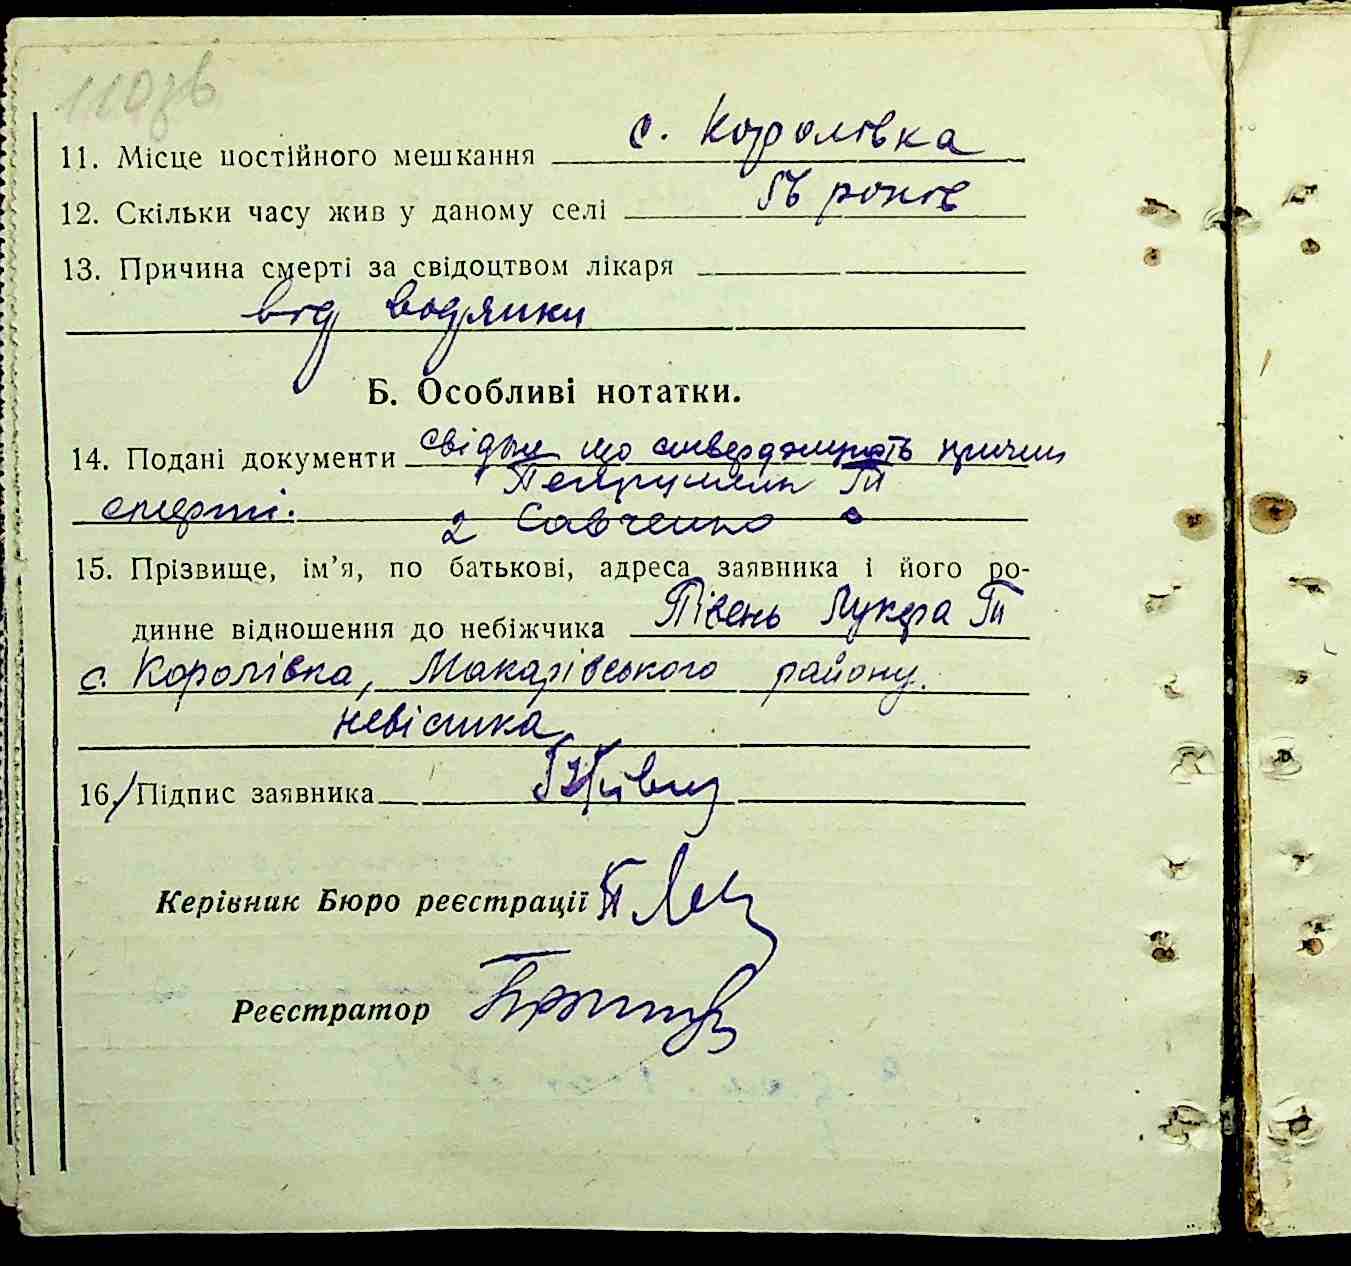 110зв
11. Місце постійного мешкання с. Королівка
12. Скільки часу жив у даному селі 56 років
13. Причина смерті за свідоцтвом лікаря
від водянки
Б. Особливі нотатки.
14. Подані документи свідки що стверджують причин
смерті.
2 Савченко О
15. Прізвище, ім’я, по батькові, адреса заявника і його ро-
динне відношення до небіжчика Півень Лукера П
с. Королівка, Макарівського району.
невістка
16. Підпис заявника
Керівник Бюро реєстрації
Реєстратор